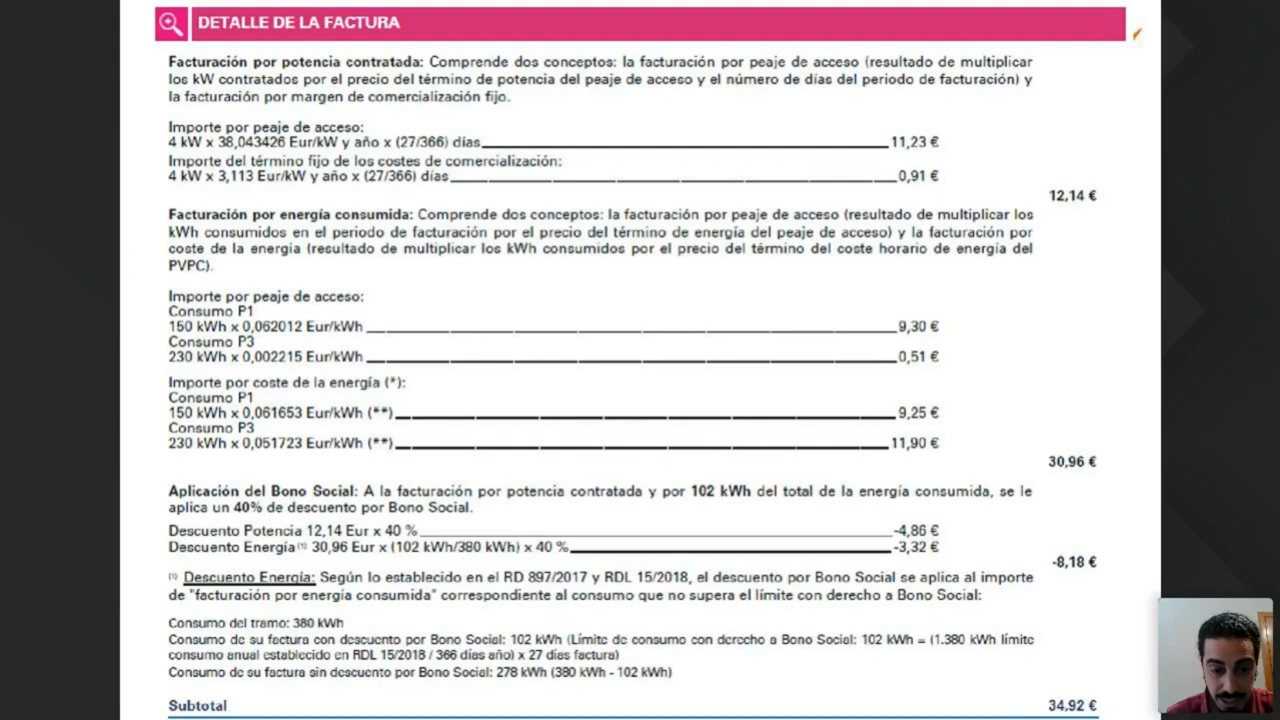 DETALLE DE LA FACTURA
Facturación por potencia contratada: Comprende dos conceptos: la facturación por peaje de acceso (resultado de multiplicar
los kW contratados por el precio del término de potencia del peaje de acceso y el número de días del periodo de facturación) y
la facturación por margen de comercialización fijo.
Importe por peaje de acceso:
4 kW x 38,043426 Eur/kW y año x (27/366) días 11,23 €
Importe del término fijo de los costes de comercialización:
4 kW x 3,113 Eur/kW y año x (27/366) días 0,91 €
12,14 €
Facturación por energía consumida: Comprende dos conceptos: la facturación por peaje de acceso (resultado de multiplicar los
kWh consumidos en el periodo de facturación por el precio del término de energía del peaje de acceso) y la facturación por
coste de la energía (resultado de multiplicar los kWh consumidos por el precio del término del coste horario de energía del
PVPC).
Importe por peaje de acceso:
Consumo P1
150 kWh x 0,062012 Eur/kWh 9,30 €
Consumo P3
230 kWh x 0,002215 Eur/kWh 0,51 €
Importe por coste de la energía (*):
Consumo P1
150 kWh x 0,061653 Eur/kWh (**) 9,25 €
Consumo P3
230 kWh x 0,051723 Eur/kWh (**) 11,90 €
30,96 €
Aplicación del Bono Social: A la facturación por potencia contratada y por 102 kWh del total de la energía consumida, se le
aplica un 40% de descuento por Bono Social.
Descuento Potencia 12,14 Eur x 40 % -4,86 €
Descuento Energía(1) 30,96 Eur x (102 kWh/380 kWh) x 40 % -3,32 €
-8,18 €
(1) Descuento Energía: Según lo establecido en el RD 897/2017 y RDL 15/2018, el descuento por Bono Social se aplica al importe
de "facturación por energía consumida" correspondiente al consumo que no supera el límite con derecho a Bono Social:
Consumo del tramo: 380 kWh
Consumo de su factura con descuento por Bono Social: 102 kWh (Límite de consumo con derecho a Bono Social: 102 kWh = (1.380 kWh límite
consumo anual establecido en RDL 15/2018 / 366 días año) x 27 días factura)
Consumo de su factura sin descuento por Bono Social: 278 kWh (380 kWh - 102 kWh)
Subtotal 34,92 €